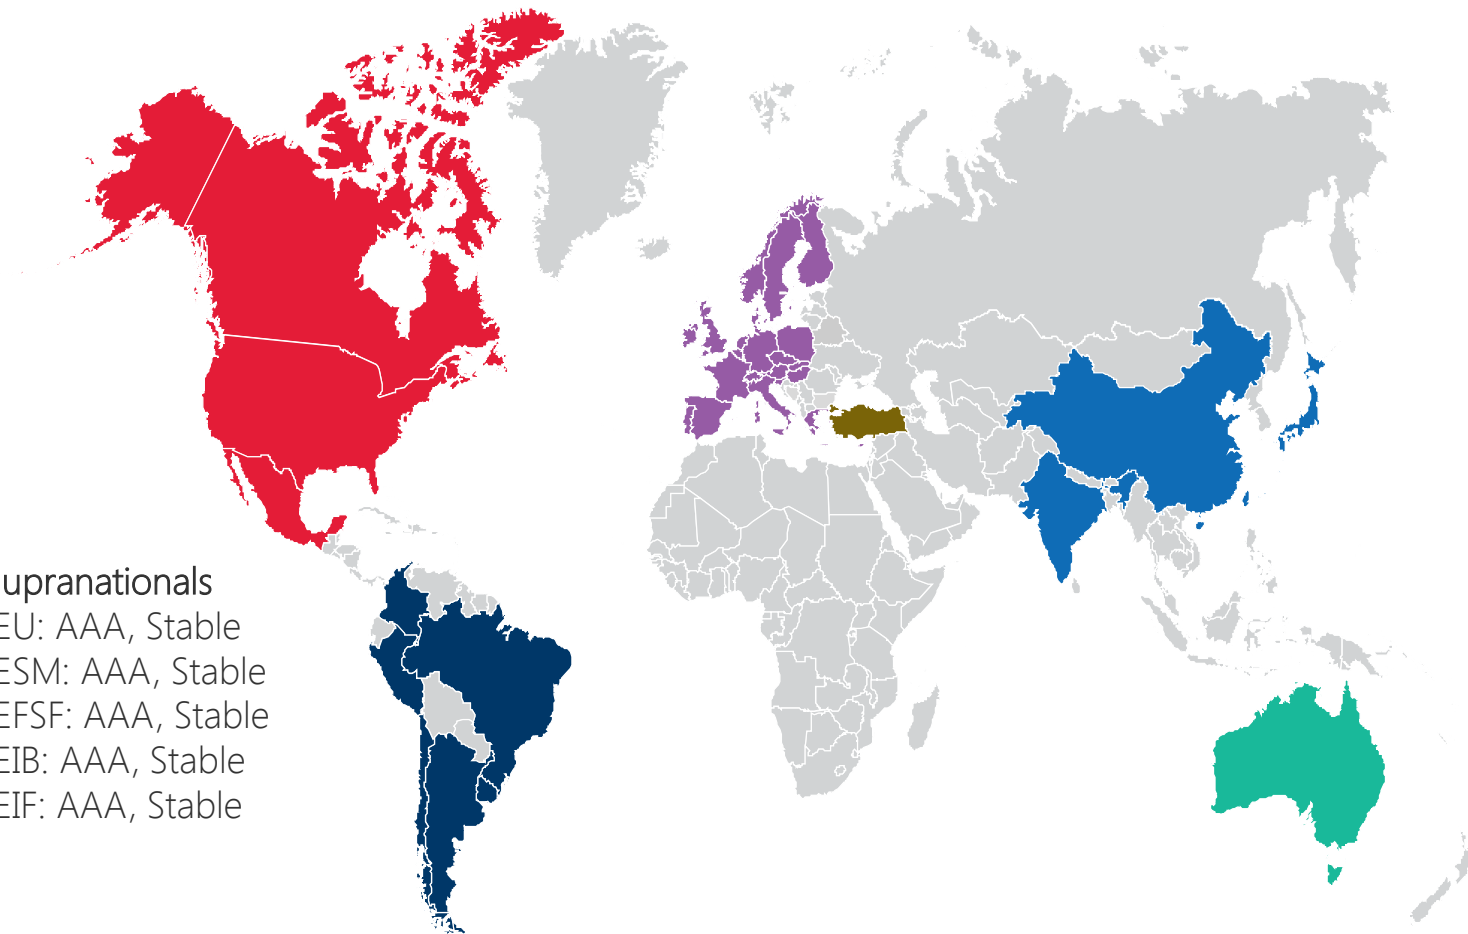 upranationals
EU: AAA, Stable
ESM: AAA, Stable
EFSF: AAA, Stable
EIB: AAA, Stable
EIF: AAA, Stable